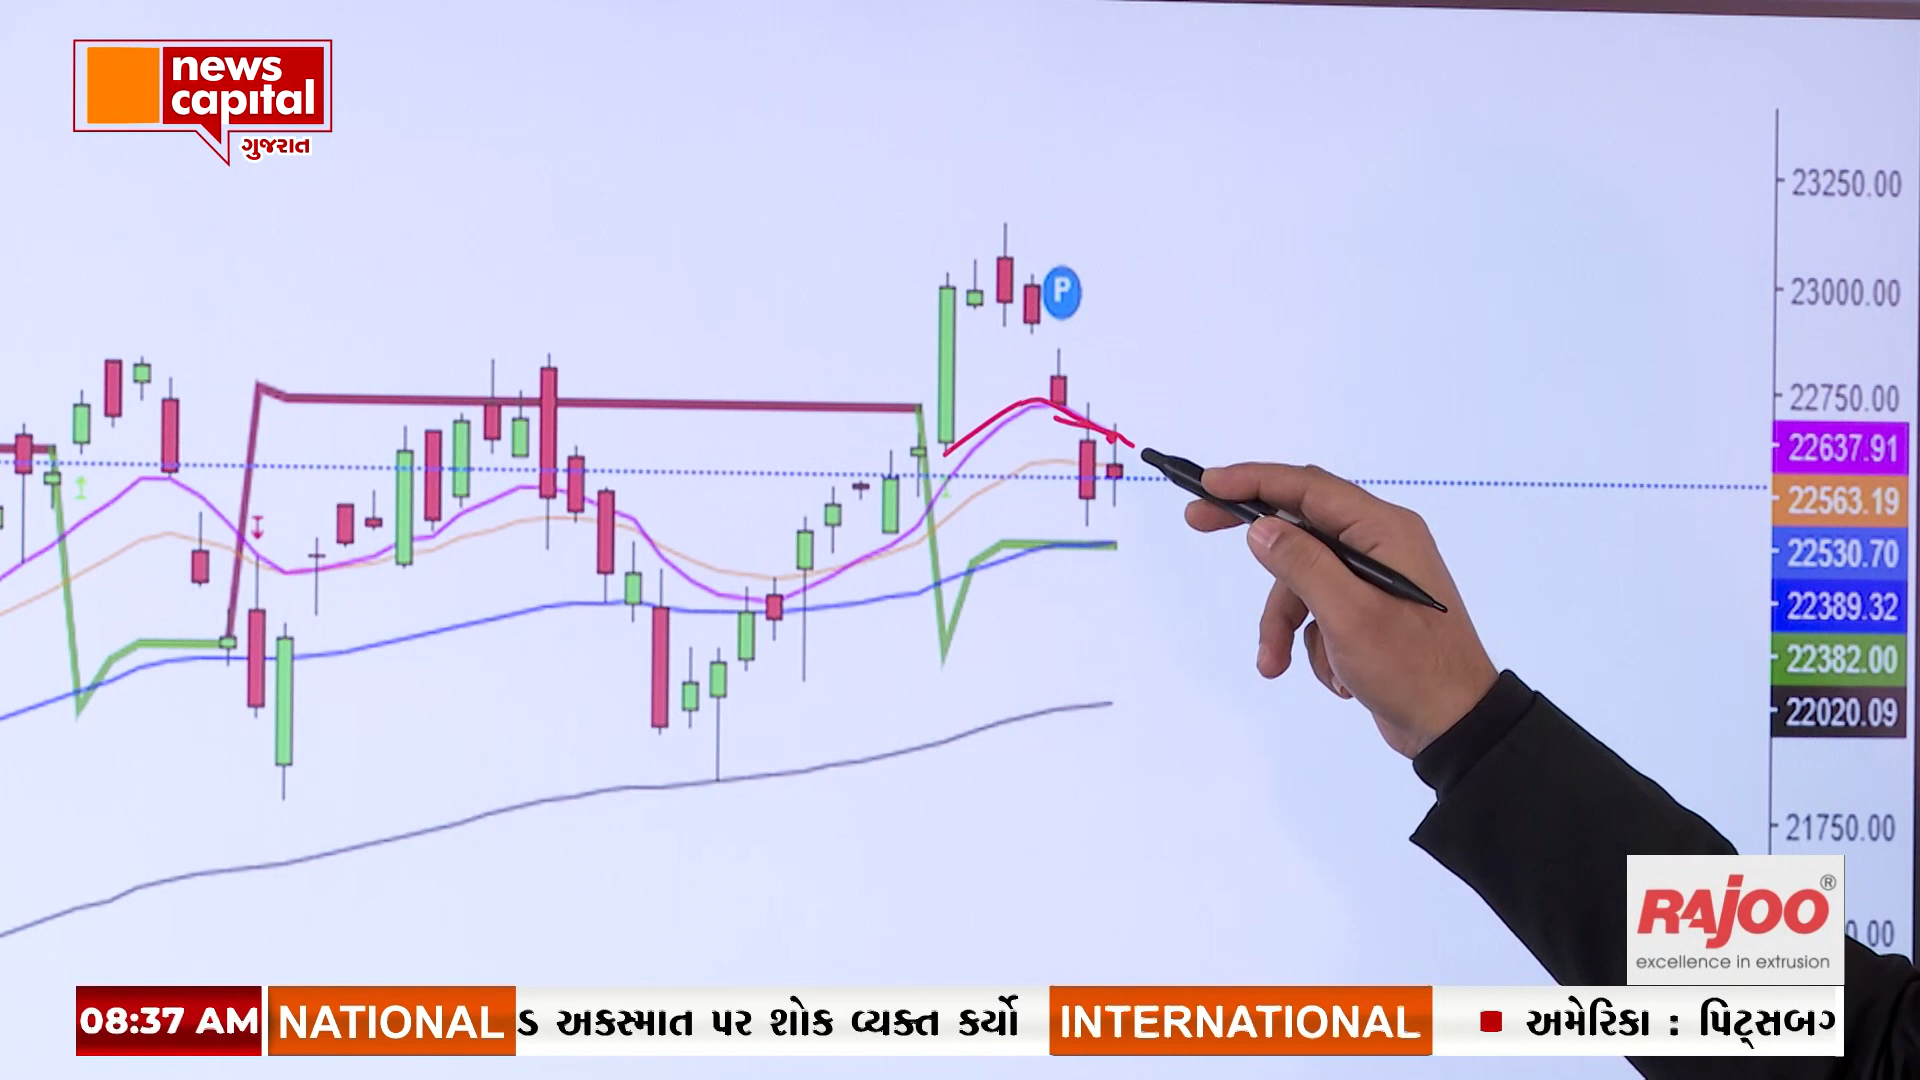 news
capital
ગુજરાત
P
23250.00
23000.00
22750.00
22637.91
22563.19
22530.70
22389.32
22382.00
22020.09
21750.00
RAJOO®
excellence in extrusion
08:37 AM NATIONAL ડ અકસ્માત પર શોક વ્યક્ત કર્યો INTERNATIONAL અમેરિકા : પિટ્સબગ